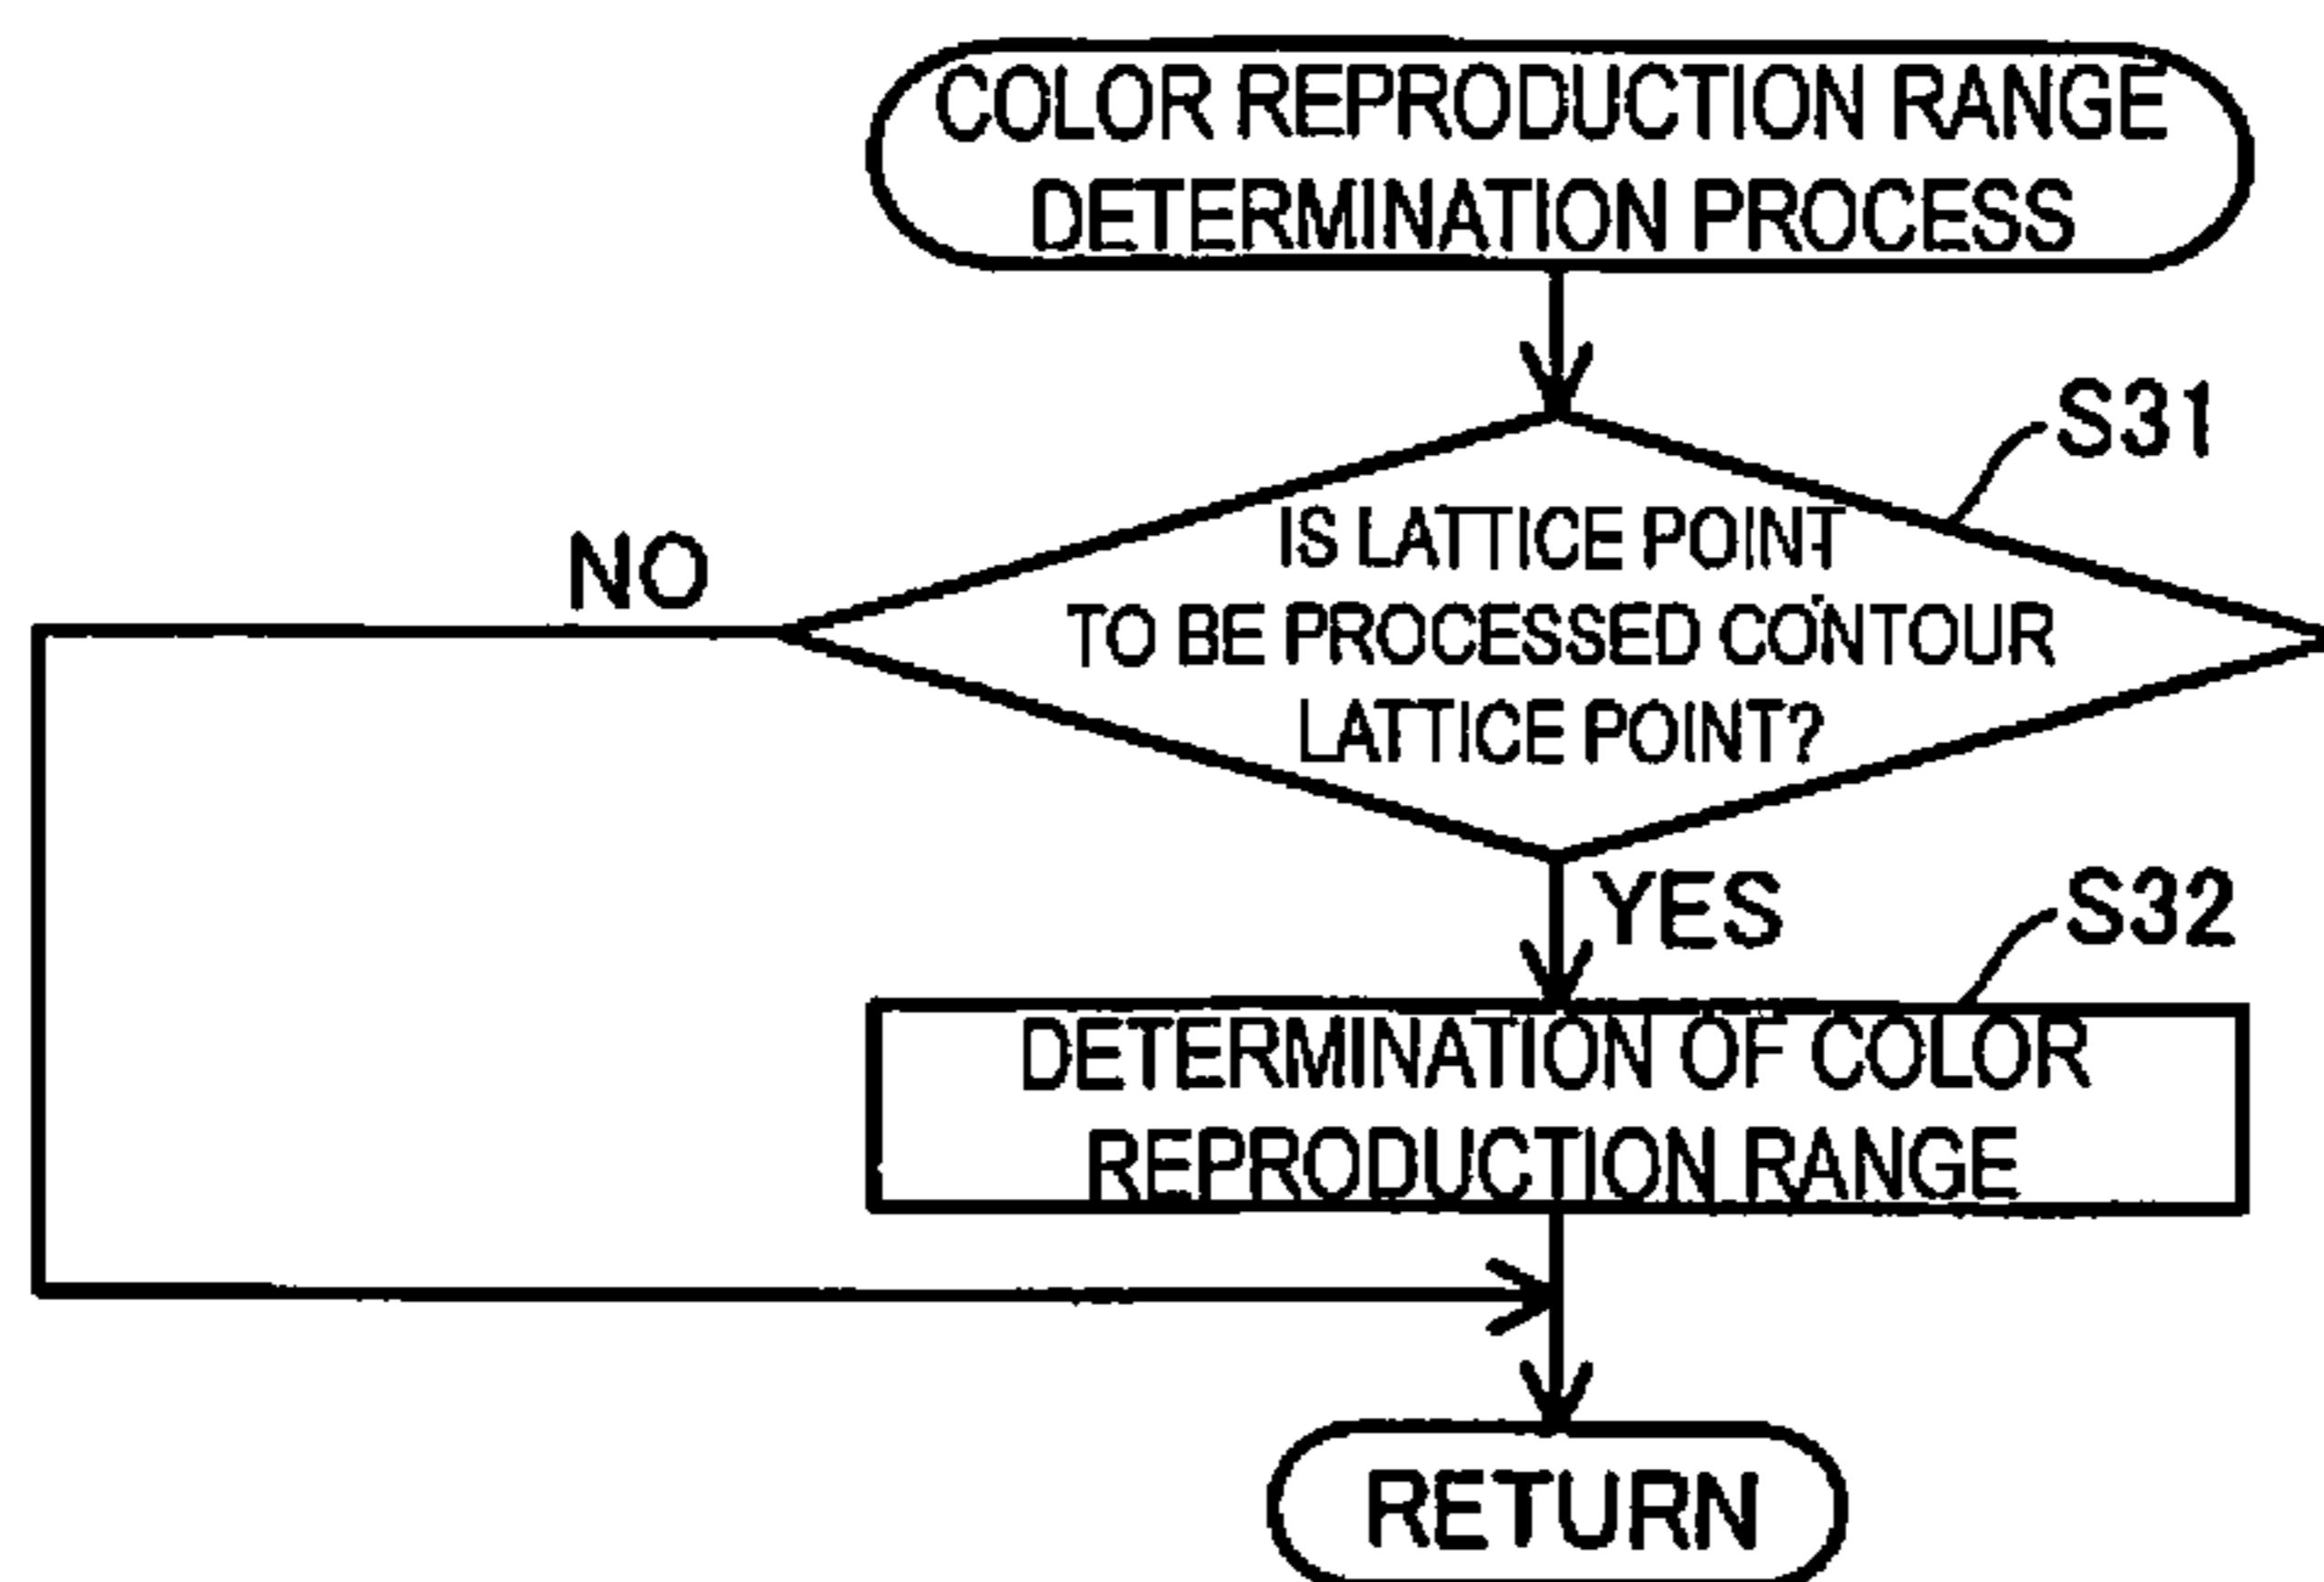 COLOR REPRODUCTION RANGE
DETERMINATION PROCESS
S31
IS LATTICE POINT
TO BE PROCESSED CONTOUR
LATTICE POINT?
NO
YES
S32
DETERMINATION OF COLOR
REPRODUCTION RANGE
RETURN